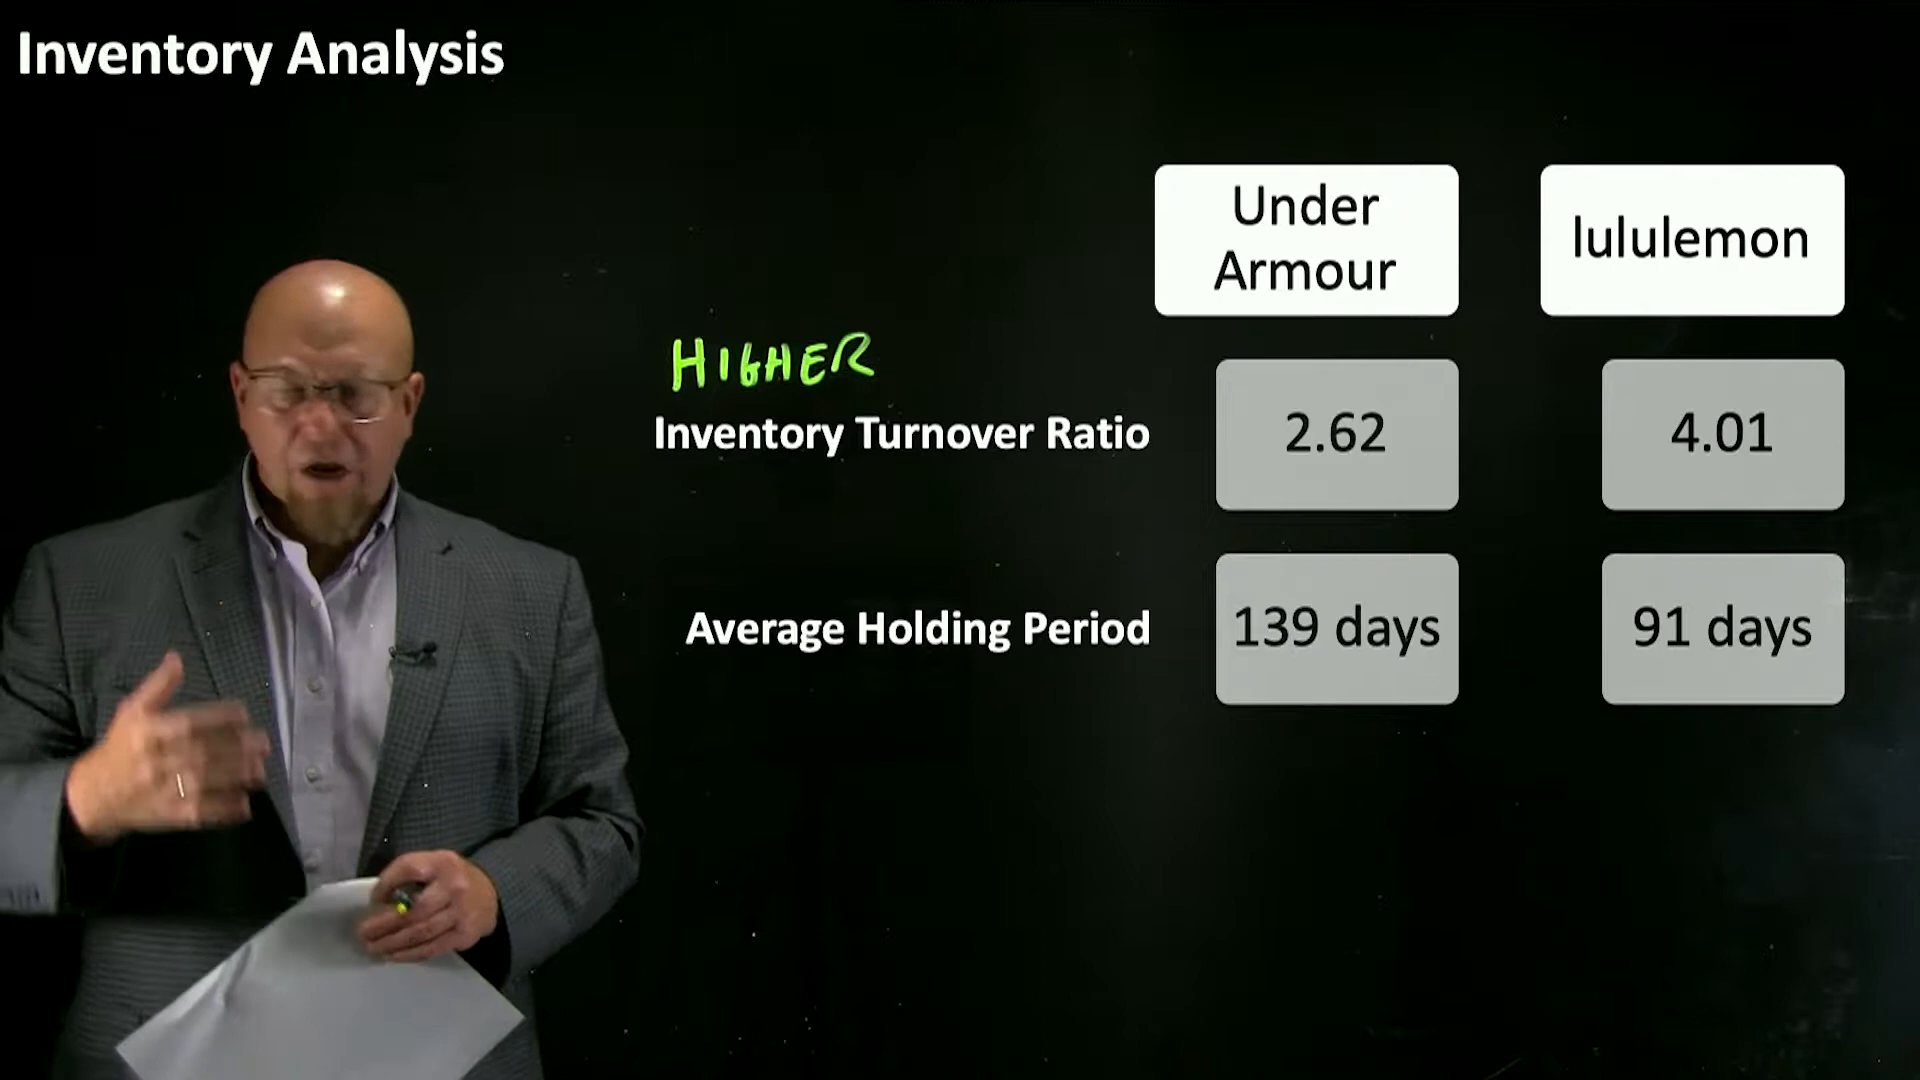 Inventory Analysis
Under
Armour
lululemon
HIGHER
Inventory Turnover Ratio
2.62
4.01
Average Holding Period
139 days
91 days